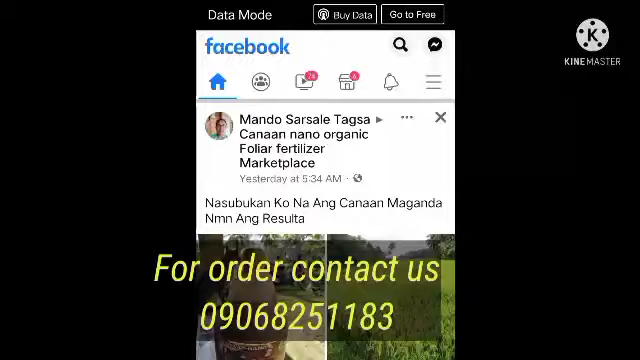 Data Mode
Buy Data
Go to Free
facebook
K
KINEMASTER
Mando Sarsale Tagsa
Canaan nano organic
Foliar fertilizer
Marketplace
Yesterday at 5:34 AM ·
Nasubukan Ko Na Ang Canaan Maganda
Nmn Ang Resulta
For order contact us
09068251183